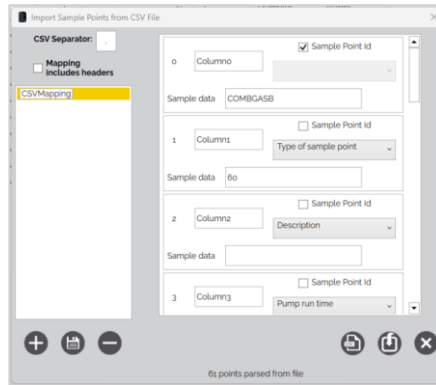 Import Sample Points from CSV File
CSV Separator: .
Mapping includes headers
CSVMapping
Sample Point Id
0 Column0
Sample data COMBGASB
Sample Point Id
1 Column1 Type of sample point
Sample data 60
Sample Point Id
2 Column2 Description
Sample data
Sample Point Id
3 Column3 Pump run time
61 points parsed from file